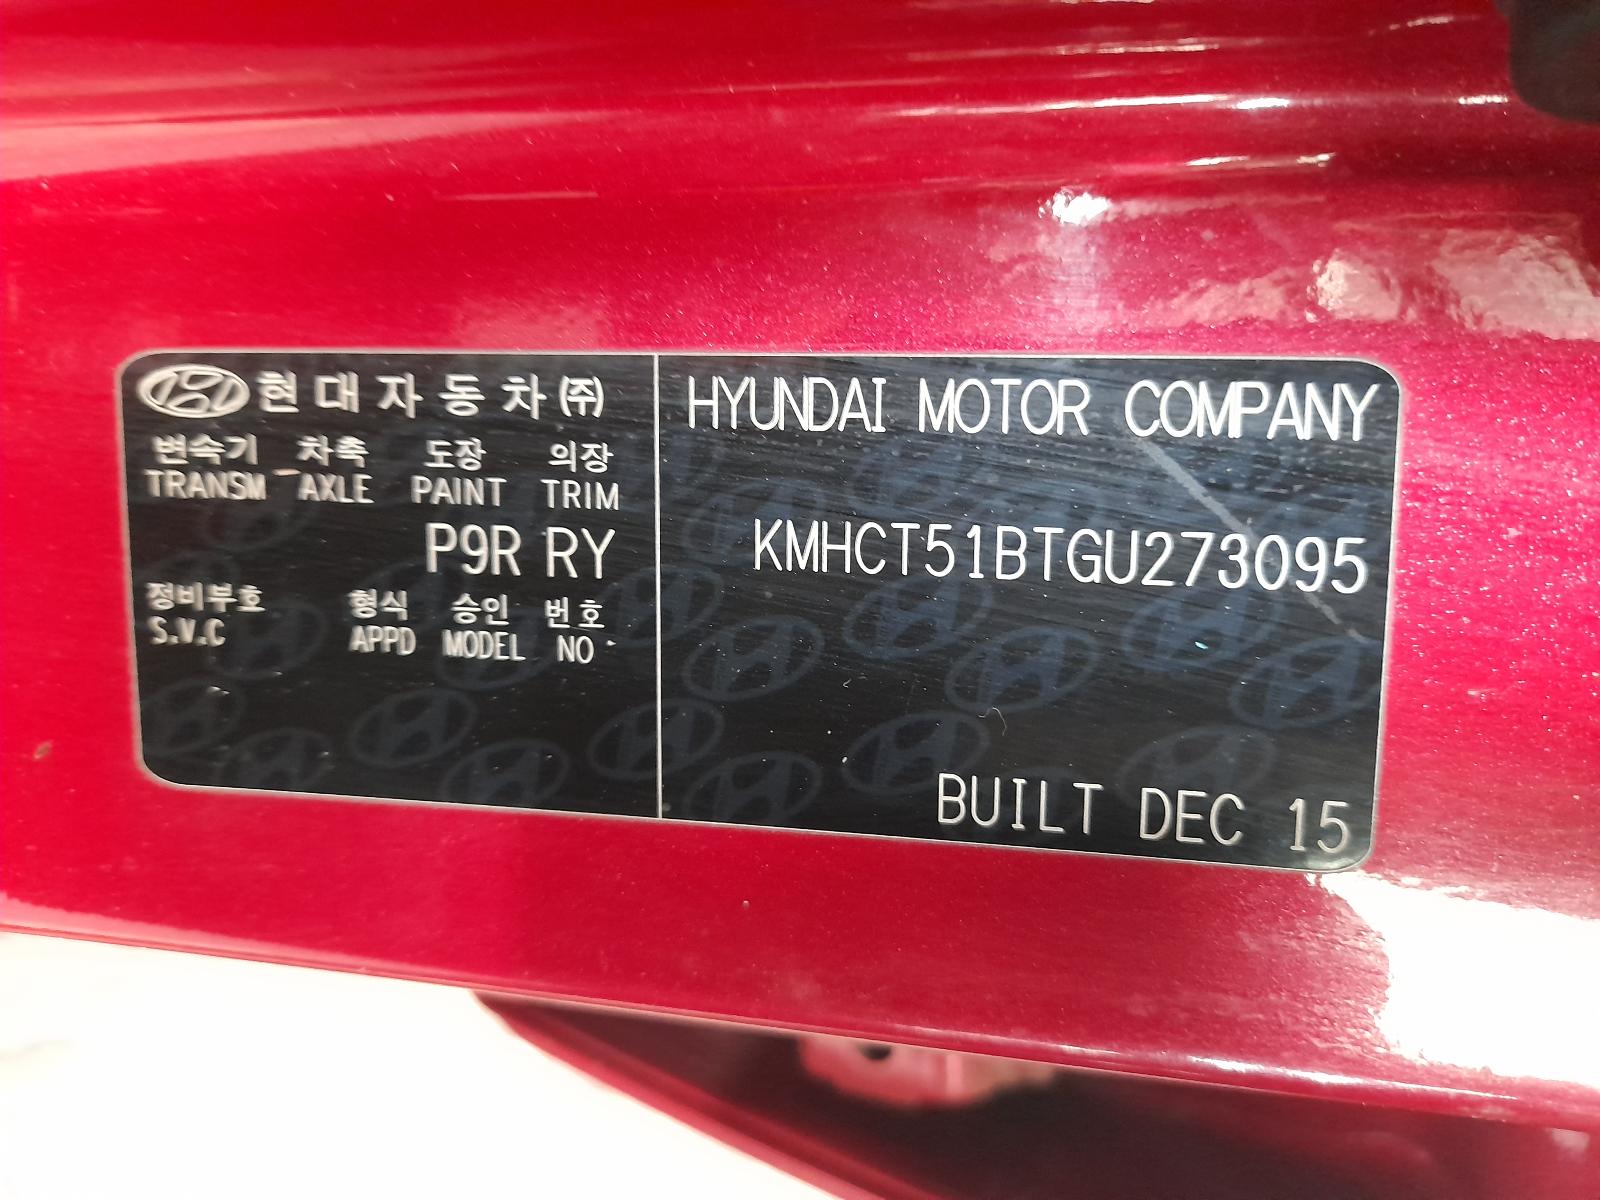 현대자동차(주)
변속기 차축 도장 의장
TRANSM AXLE PAINT TRIM
P9R RY
정비부호 형식 승인 번호
S.V.C APPD MODEL NO
HYUNDAI MOTOR COMPANY
KMHCT51BTGU273095
BUILT DEC 15